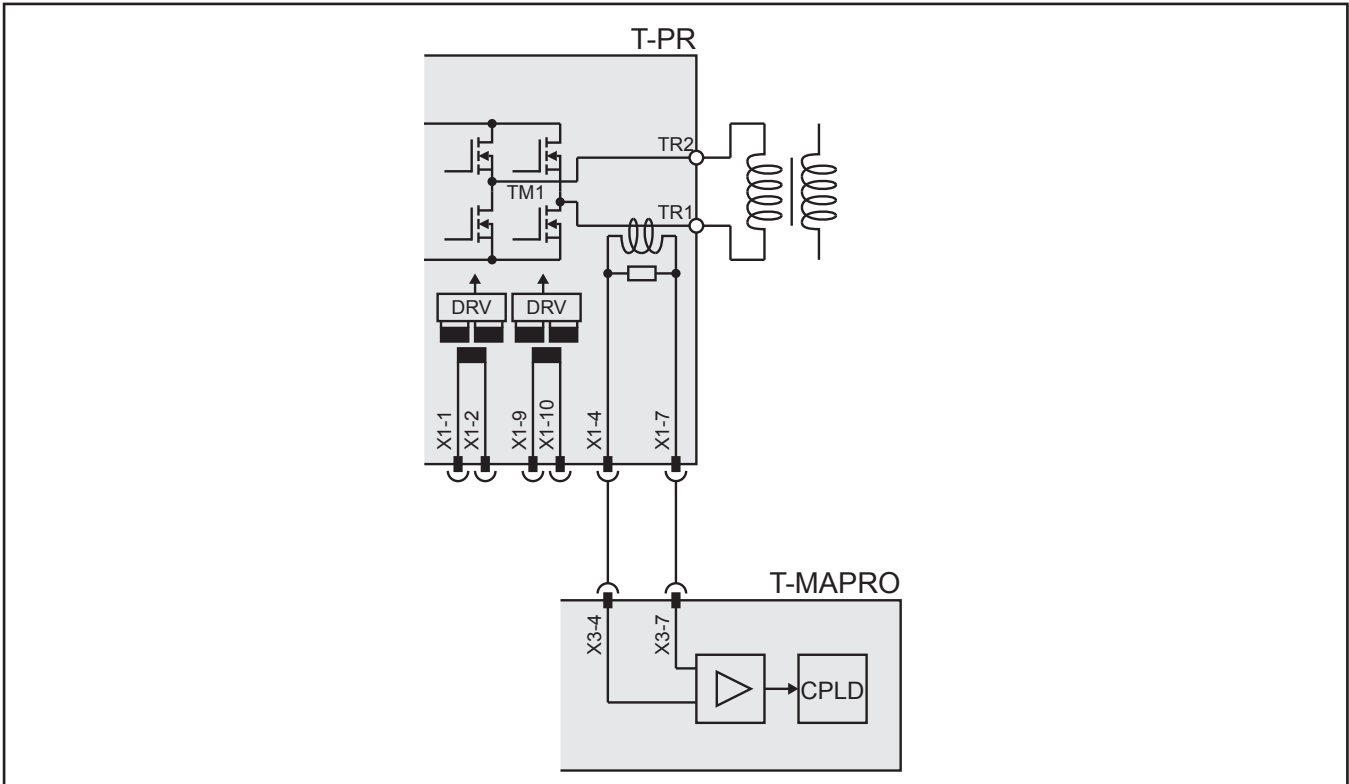 T-PR
TR2
TM1
TR1
DRV
DRV
X1-1
X1-2
X1-9
X1-10
X1-4
X1-7
T-MAPRO
X3-4
X3-7
CPLD